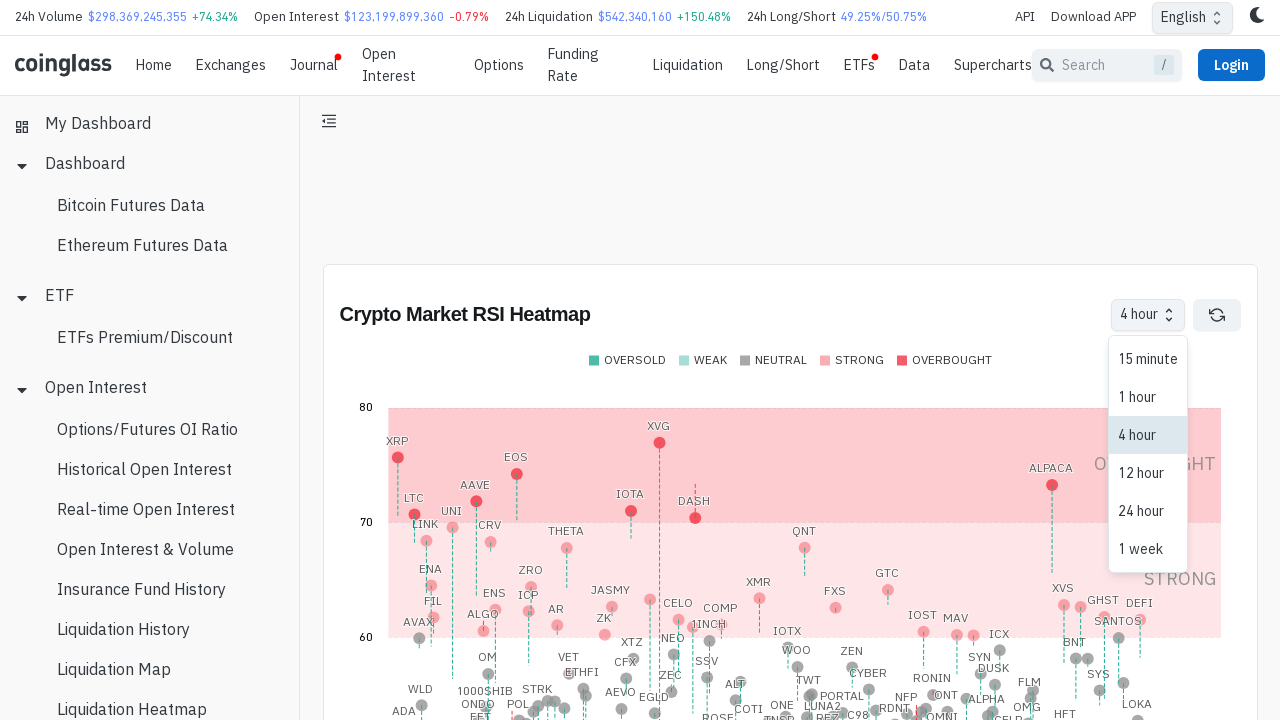 24h Volume $298,369,245,355 +74.34% Open Interest $123,199,899,360 -0.79% 24h Liquidation $542,340,160 +150.48% 24h Long/Short 49.25%/50.75% API Download APP English
coinglass Home Exchanges Journal Open Interest Options Funding Rate Liquidation Long/Short ETFs Data Supercharts Search / Login
My Dashboard
Dashboard
Bitcoin Futures Data
Ethereum Futures Data
ETF
ETFs Premium/Discount
Open Interest
Options/Futures OI Ratio
Historical Open Interest
Real-time Open Interest
Open Interest & Volume
Insurance Fund History
Liquidation History
Liquidation Map
Liquidation Heatmap
Crypto Market RSI Heatmap
4 hour
15 minute
1 hour
4 hour
12 hour
24 hour
1 week
OVERSOLD WEAK NEUTRAL STRONG OVERBOUGHT
80
XVG
XRP
EOS
ALPACA
AAVE
IOTA
LTC
DASH
UNI
70
LINK
CRV
THETA
QNT
STRONG
ENA
ZRO
GTC
XMR
JASMY
FXS
XVS
ENS
ICP
FIL
CELO
GHST
DEFI
COMP
AR
ALGO
IOST
MAV
ZK
AVAX
1INCH
SANTOS
60
IOTX
ICX
NEO
XTZ
BNT
WOO
ZEN
OM
VET
CFX
SSV
SYN
DUSK
ETHFI
ZEC
CYBER
SYS
TWT
RONIN
ALT
FLM
WLD
1000SHIB
STRK
AEVO
EGLD
PORTAL
NFP
ONT
ALPHA
ONDO
POL
ONE
LUNA2
OMG
LOKA
ADA
COTI
RDNT
C98
HFT
OMNI